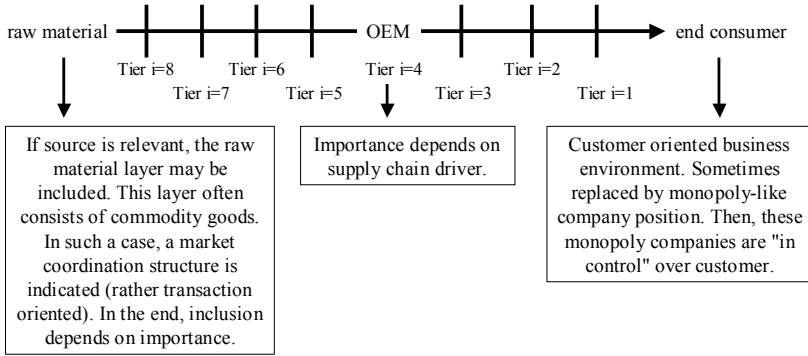 raw material OEM end consumer
Tier i=8 Tier i=6 Tier i=4 Tier i=2
Tier i=7 Tier i=5 Tier i=3 Tier i=1
If source is relevant, the raw
material layer may be
included. This layer often
consists of commodity goods.
In such a case, a market
coordination structure is
indicated (rather transaction
oriented). In the end, inclusion
depends on importance.
Importance depends on
supply chain driver.
Customer oriented business
environment. Sometimes
replaced by monopoly-like
company position. Then, these
monopoly companies are "in
control" over customer.